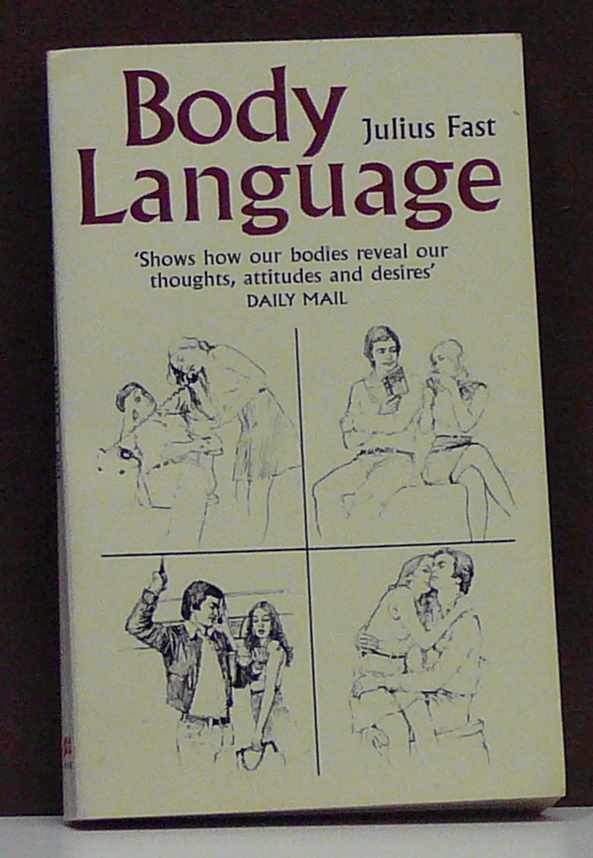 Body
Julius Fast
Language
‘Shows how our bodies reveal our
thoughts, attitudes and desires’
DAILY MAIL